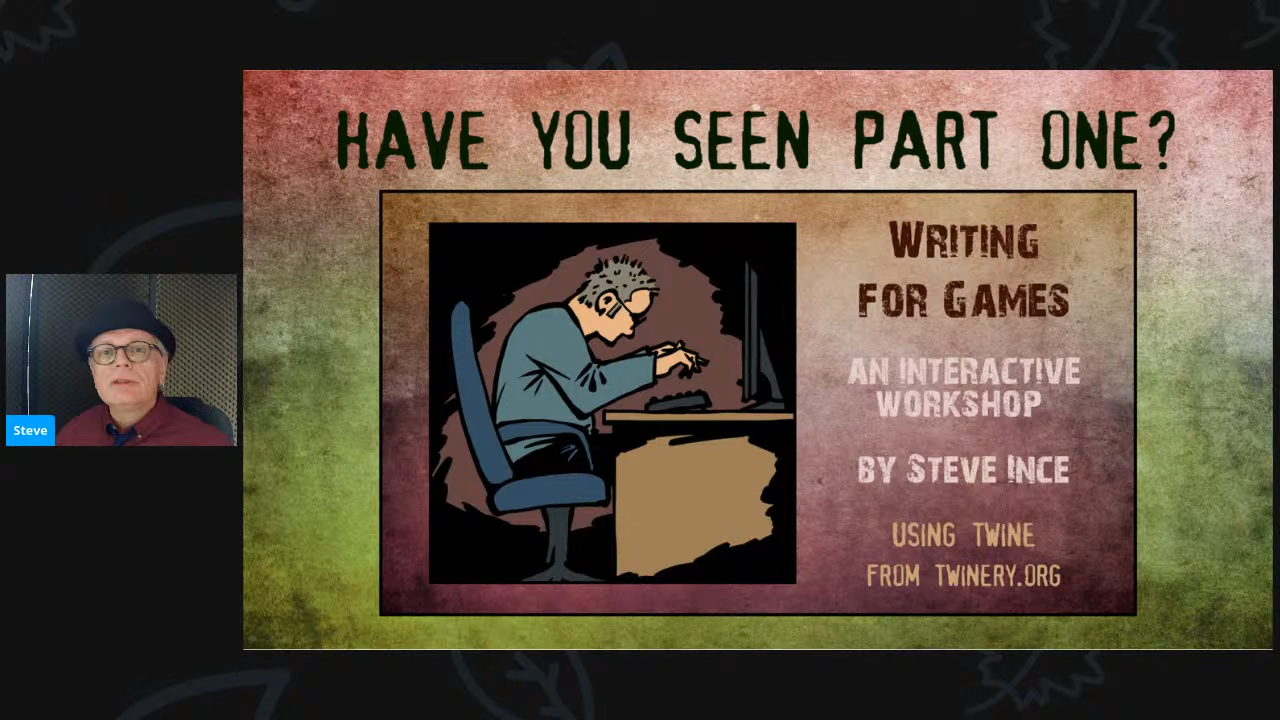 HAVE YOU SEEN PART ONE?
WRITING
FOR GAMES
AN INTERACTIVE
WORKSHOP
BY STEVE INCE
USING TWINE
FROM TWINERY.ORG
Steve